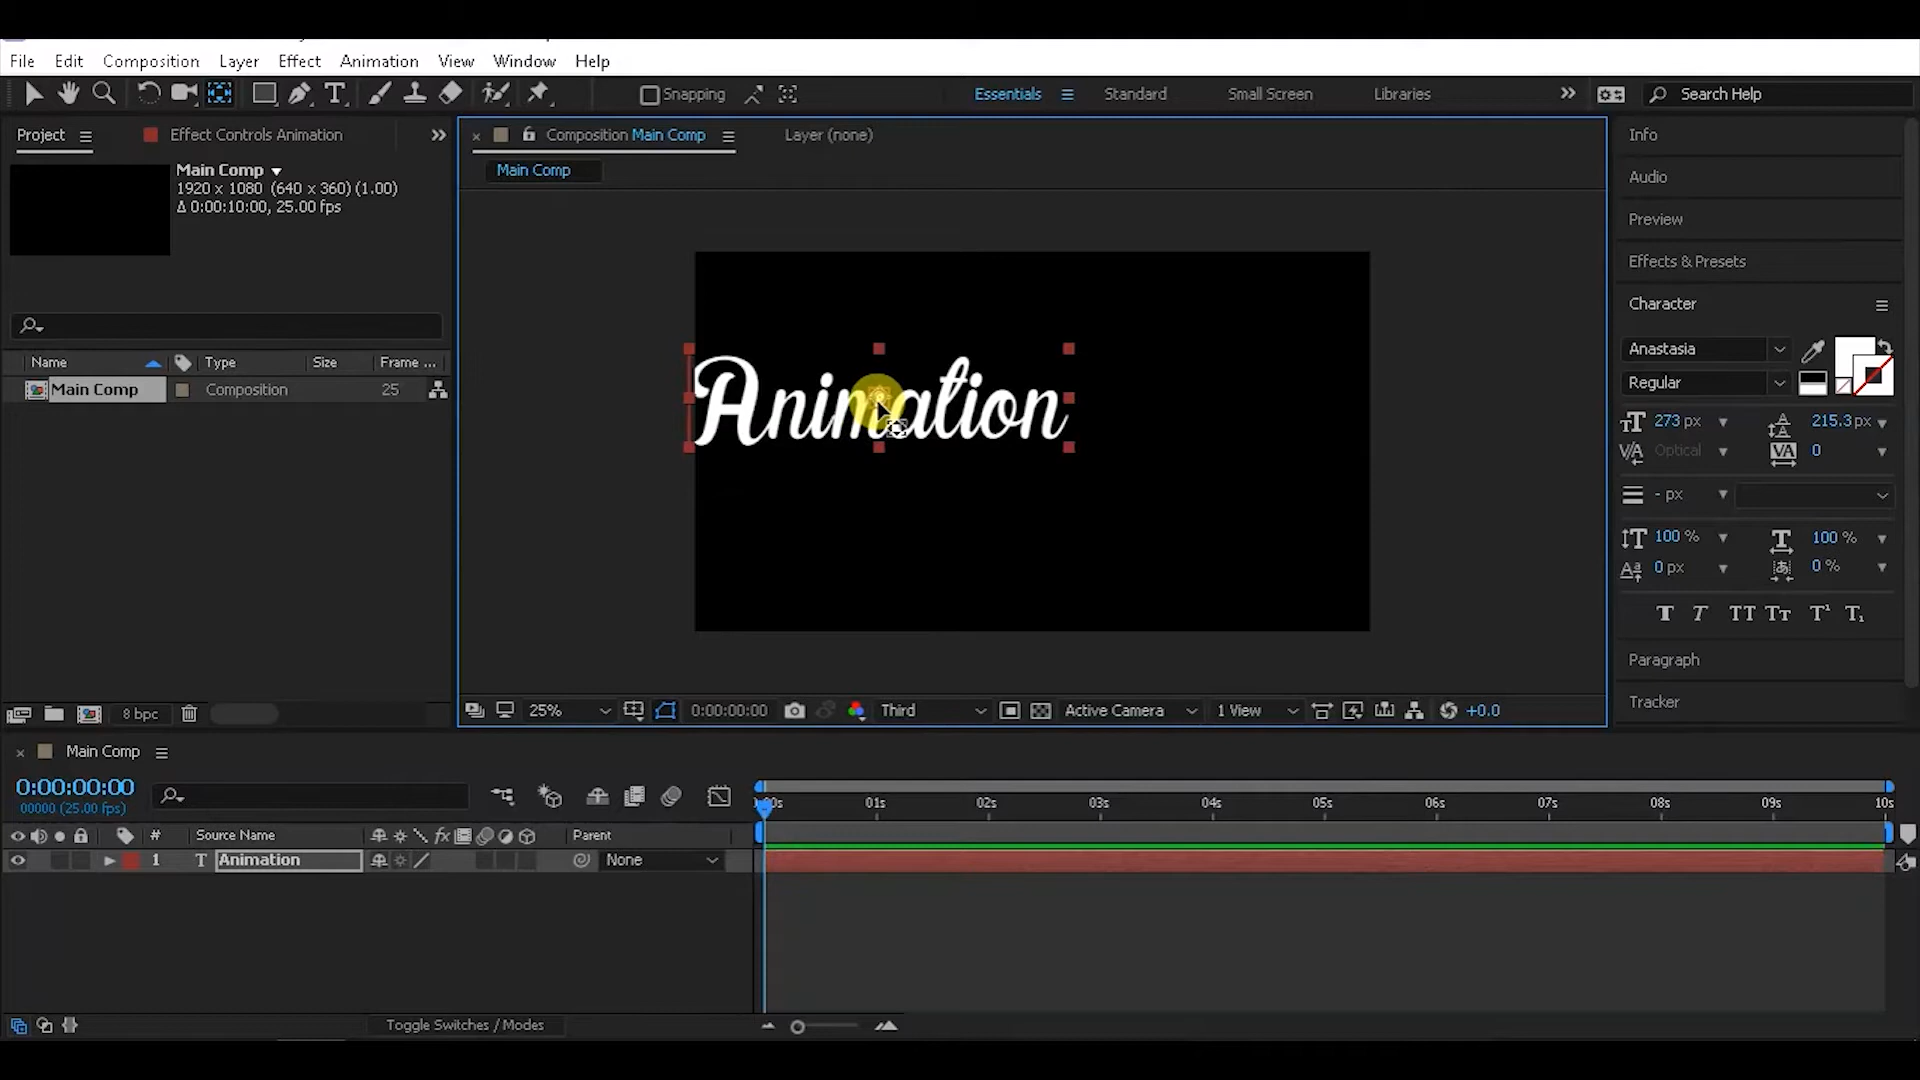 File Edit Composition Layer Effect Animation View Window Help
Snapping Essentials Standard Small Screen Libraries Search Help
Project Effect Controls Animation
Composition Main Comp Layer (none)
Main Comp
1920 x 1080 (640 x 360) (1.00)
Δ 0:00:10:00, 25.00 fps
Main Comp
Name Type Size Frame ...
Main Comp Composition 25
Animation
8 bpc
25% 0:00:00:00 Third Active Camera 1 View +0.0
Info
Audio
Preview
Effects & Presets
Character
Anastasia
Regular
273 px 215.3 px
Optical 0
- px
100 % 100 %
0 px 0 %
T T TT Tт T¹ T₁
Paragraph
Tracker
Main Comp
0:00:00:00
00000 (25.00 fps)
:00s 01s 02s 03s 04s 05s 06s 07s 08s 09s 10s
# Source Name fx Parent
1 T Animation None
Toggle Switches / Modes